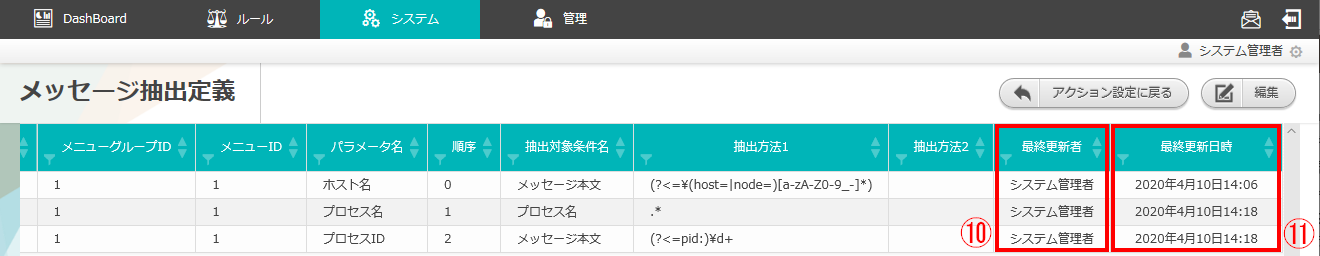 DashBoard ルール システム 管理
システム管理者
メッセージ抽出定義 アクション設定に戻る 編集
メニューグループID メニューID パラメータ名 順序 抽出対象条件名 抽出方法1 抽出方法2 最終更新者 最終更新日時
1 1 ホスト名 0 メッセージ本文 (?<=¥(host=|node=)[a-zA-Z0-9_-]*) システム管理者 2020年4月10日14:06
1 1 プロセス名 1 プロセス名 .* システム管理者 2020年4月10日14:18
1 1 プロセスID 2 メッセージ本文 (?<=pid:)¥d+ システム管理者 2020年4月10日14:18
⑩ ⑪